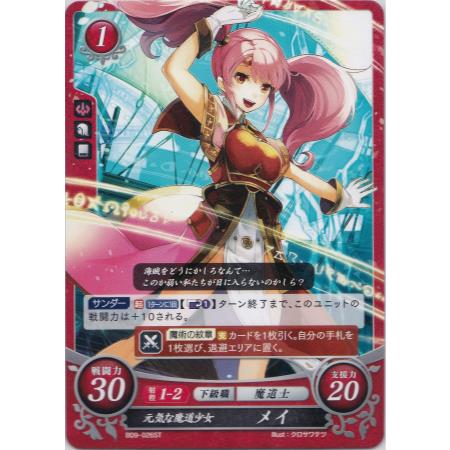 1
海賊をどうにかしろなんて…
このか弱い私たちが目に入らないのかしら?
サンダー 起 1ターンに1回 [1]ターン終了まで、このユニットの
戦闘力は+10される。
魔術の紋章 支 カードを1枚引く。自分の手札を
1枚選び、退避エリアに置く。
戦闘力 30
射程 1-2 下級職 魔道士
支援力 20
元気な魔道少女 メイ
B09-026ST
Illust:クロサワテツ